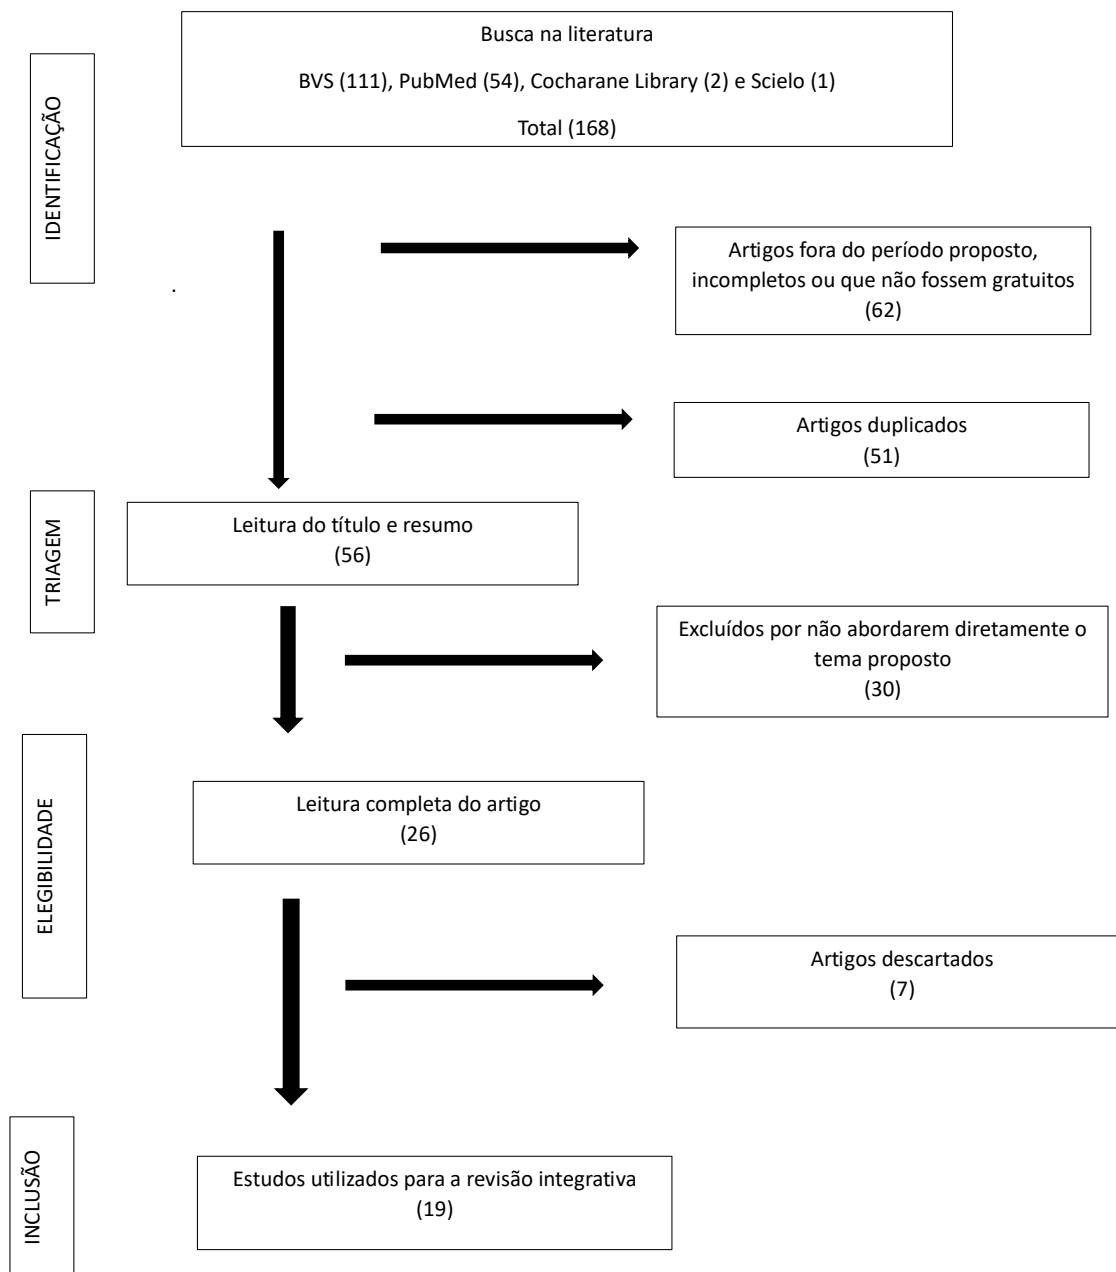 Busca na literatura
BVS (111), PubMed (54), Cocharane Library (2) e Scielo (1)
Total (168)
IDENTIFICAÇÃO
Artigos fora do período proposto,
incompletos ou que não fossem gratuitos
(62)
.
Artigos duplicados
(51)
TRIAGEM
Leitura do título e resumo
(56)
Excluídos por não abordarem diretamente o
tema proposto
(30)
ELEGIBILIDADE
Leitura completa do artigo
(26)
Artigos descartados
(7)
INCLUSÃO
Estudos utilizados para a revisão integrativa
(19)